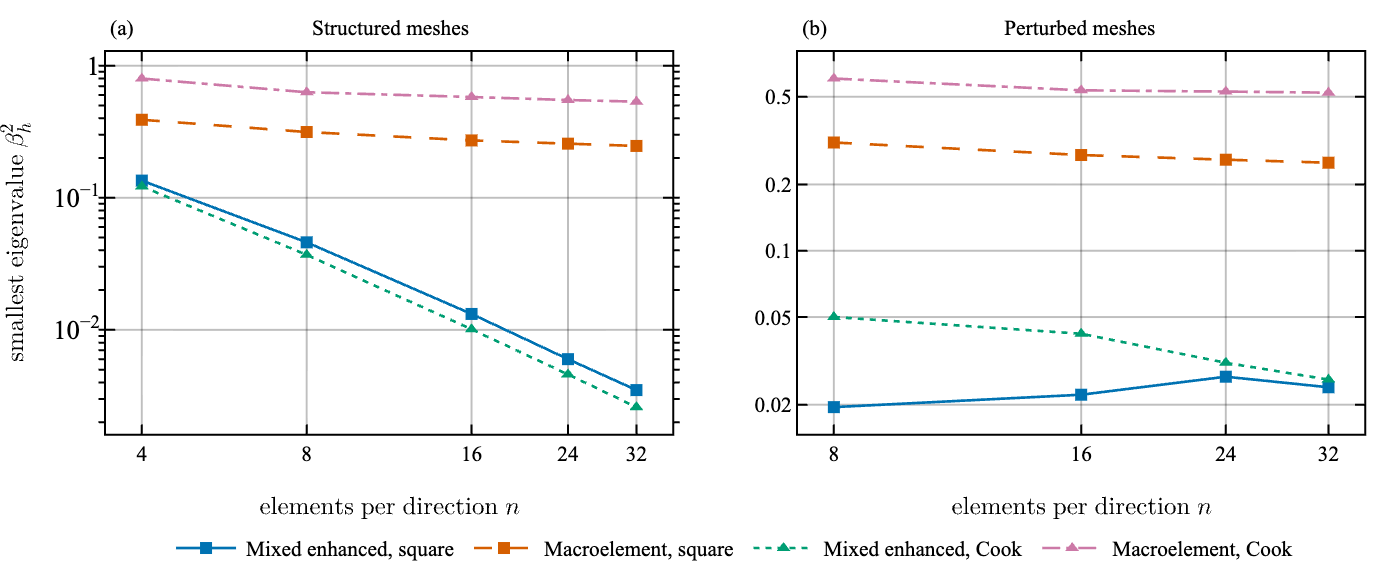 (a) Structured meshes
smallest eigenvalue β_h^2
1
10^−1
10^−2
4 8 16 24 32
elements per direction n
(b) Perturbed meshes
0.5
0.2
0.1
0.05
0.02
8 16 24 32
elements per direction n
Mixed enhanced, square Macroelement, square Mixed enhanced, Cook Macroelement, Cook